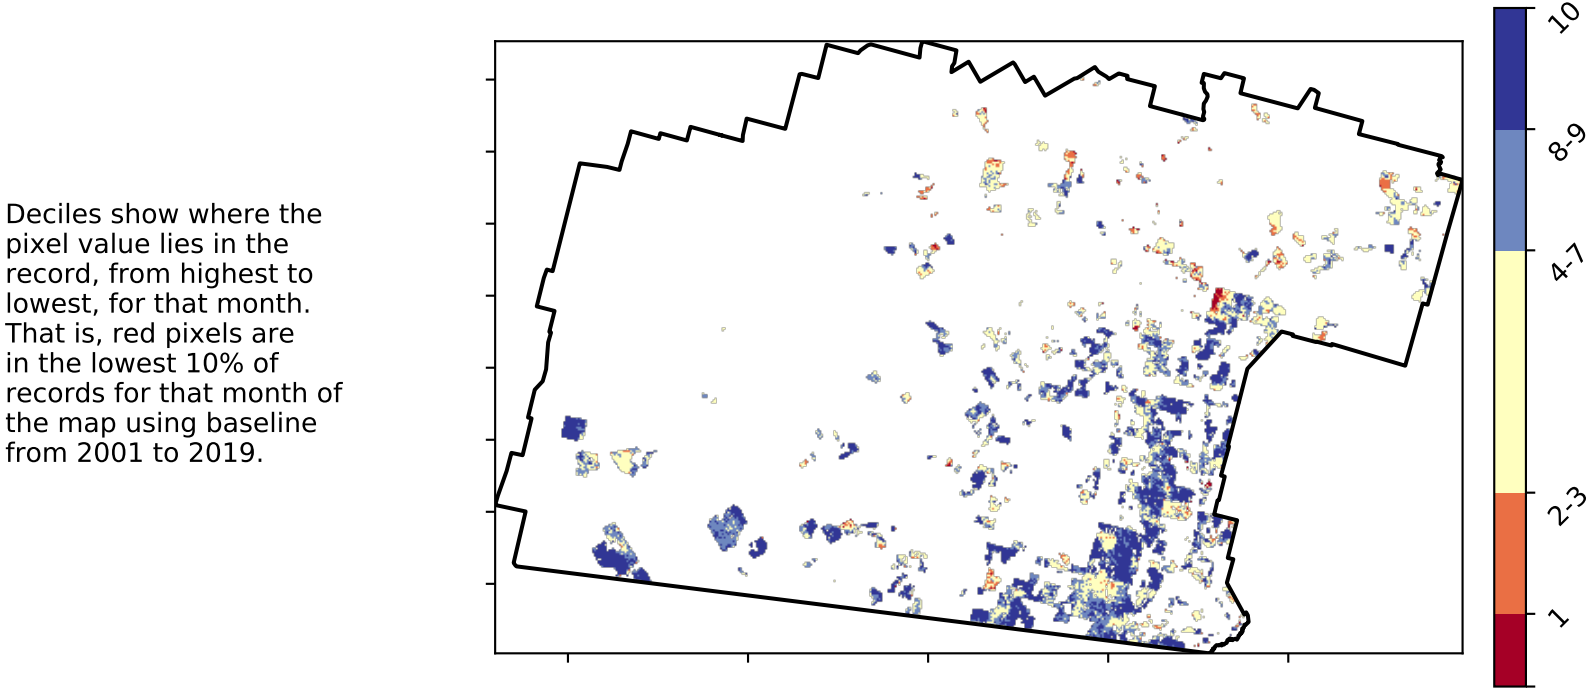 Deciles show where the
pixel value lies in the
record, from highest to
lowest, for that month.
That is, red pixels are
in the lowest 10% of
records for that month of
the map using baseline
from 2001 to 2019.
10
8-9
4-7
2-3
1